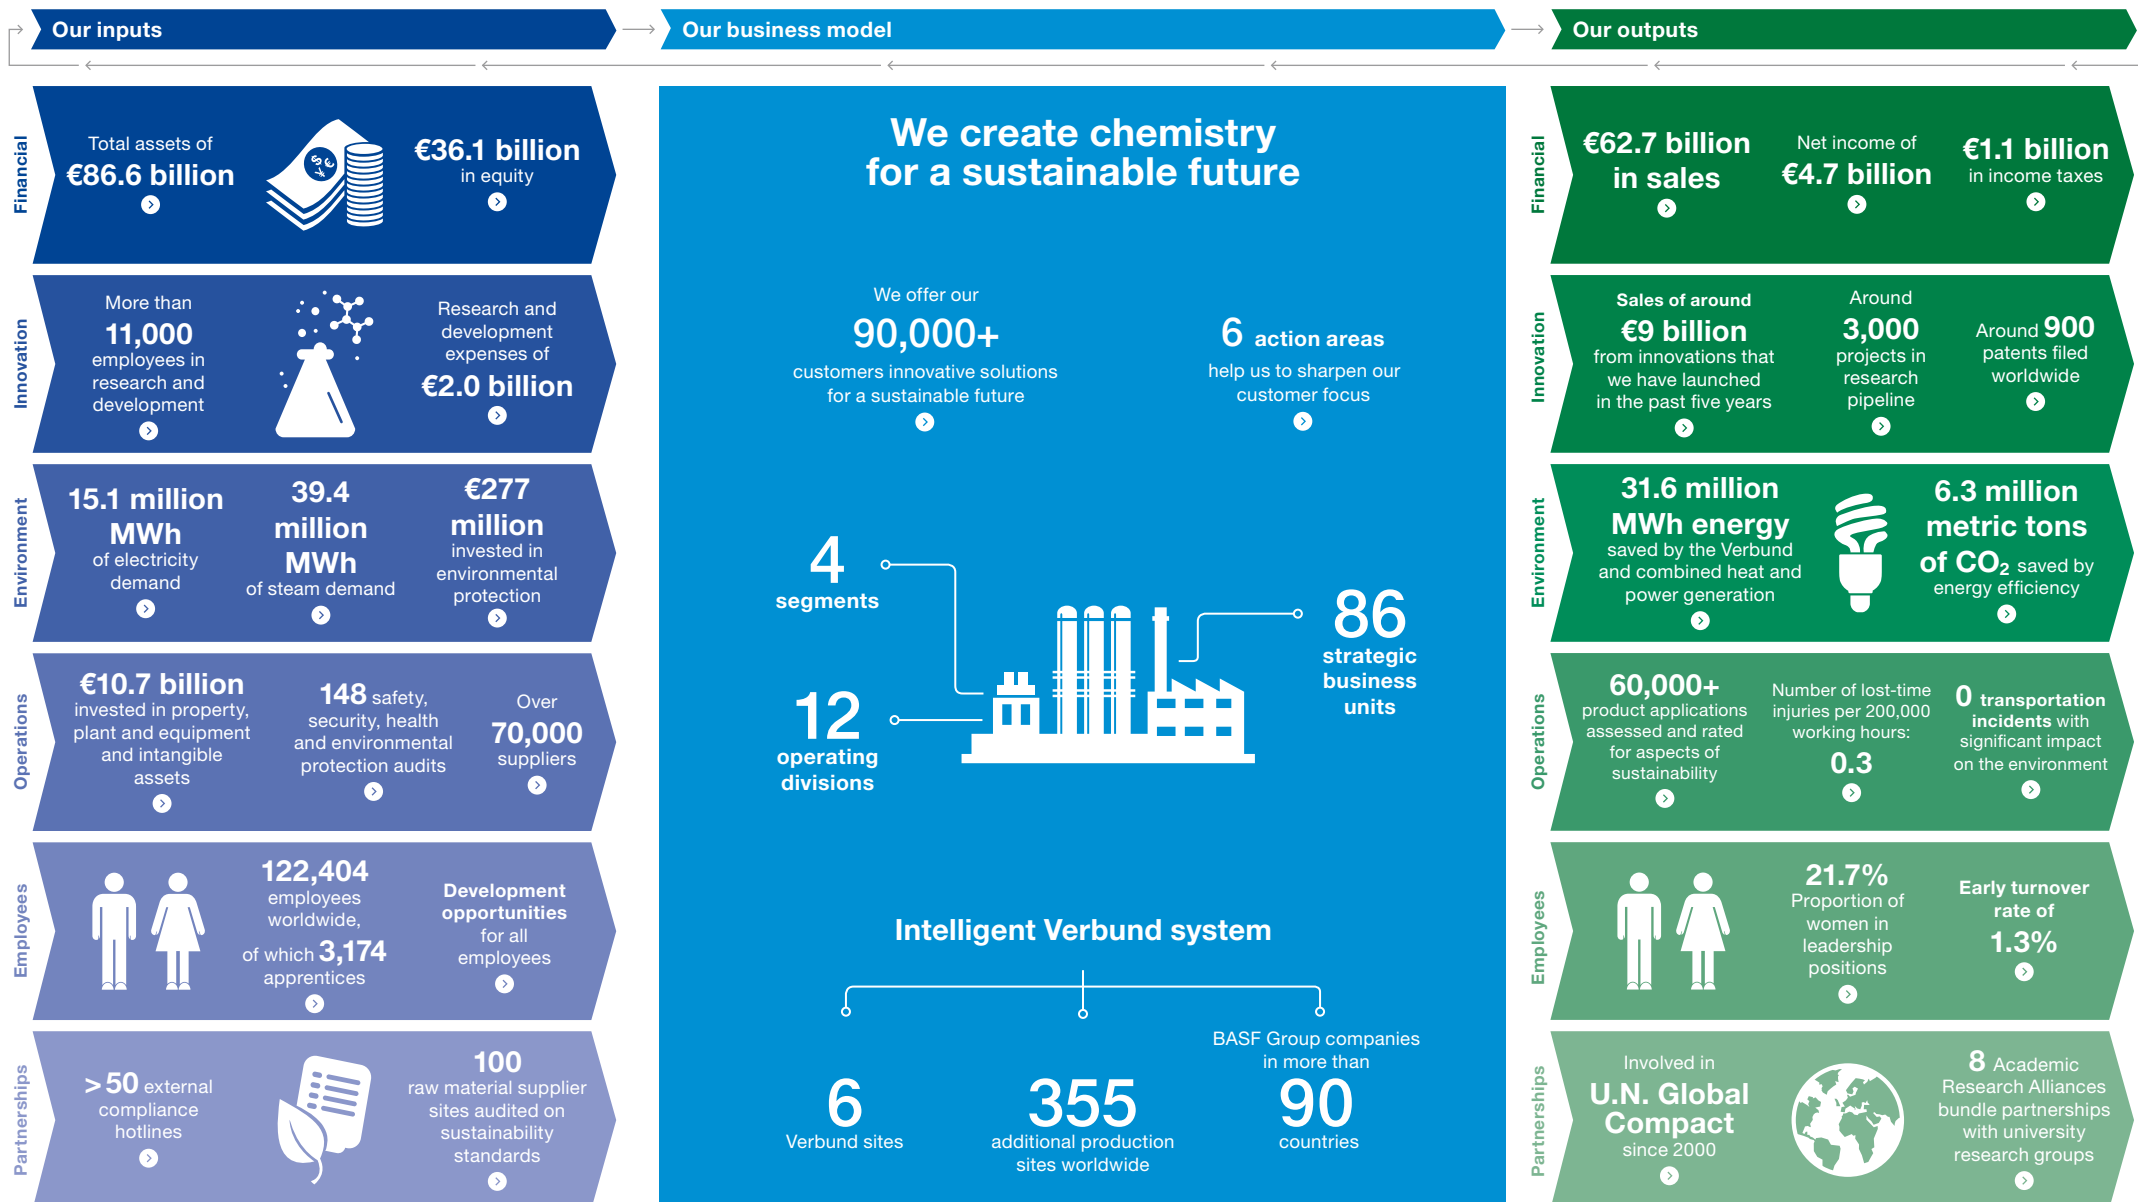 Our inputs
Our business model
Our outputs
Financial
Total assets of
€86.6 billion
€36.1 billion
in equity
Innovation
More than
11,000
employees in
research and
development
Research and
development
expenses of
€2.0 billion
Environment
15.1 million
MWh
of electricity
demand
39.4
million
MWh
of steam demand
€277
million
invested in
environmental
protection
Operations
€10.7 billion
invested in property,
plant and equipment
and intangible
assets
148 safety,
security, health
and environmental
protection audits
Over
70,000
suppliers
Employees
122,404
employees
worldwide,
of which 3,174
apprentices
Development
opportunities
for all
employees
Partnerships
> 50 external
compliance
hotlines
100
raw material supplier
sites audited on
sustainability
standards
We create chemistry
for a sustainable future
We offer our
90,000+
customers innovative solutions
for a sustainable future
6 action areas
help us to sharpen our
customer focus
4
segments
12
operating
divisions
86
strategic
business
units
Intelligent Verbund system
6
Verbund sites
355
additional production
sites worldwide
BASF Group companies
in more than
90
countries
Financial
€62.7 billion
in sales
Net income of
€4.7 billion
€1.1 billion
in income taxes
Innovation
Sales of around
€9 billion
from innovations that
we have launched
in the past five years
Around
3,000
projects in
research
pipeline
Around 900
patents filed
worldwide
Environment
31.6 million
MWh energy
saved by the Verbund
and combined heat and
power generation
6.3 million
metric tons
of CO₂ saved by
energy efficiency
Operations
60,000+
product applications
assessed and rated
for aspects of
sustainability
Number of lost-time
injuries per 200,000
working hours:
0.3
0 transportation
incidents with
significant impact
on the environment
Employees
21.7%
Proportion of
women in
leadership
positions
Early turnover
rate of
1.3%
Partnerships
Involved in
U.N. Global
Compact
since 2000
8 Academic
Research Alliances
bundle partnerships
with university
research groups